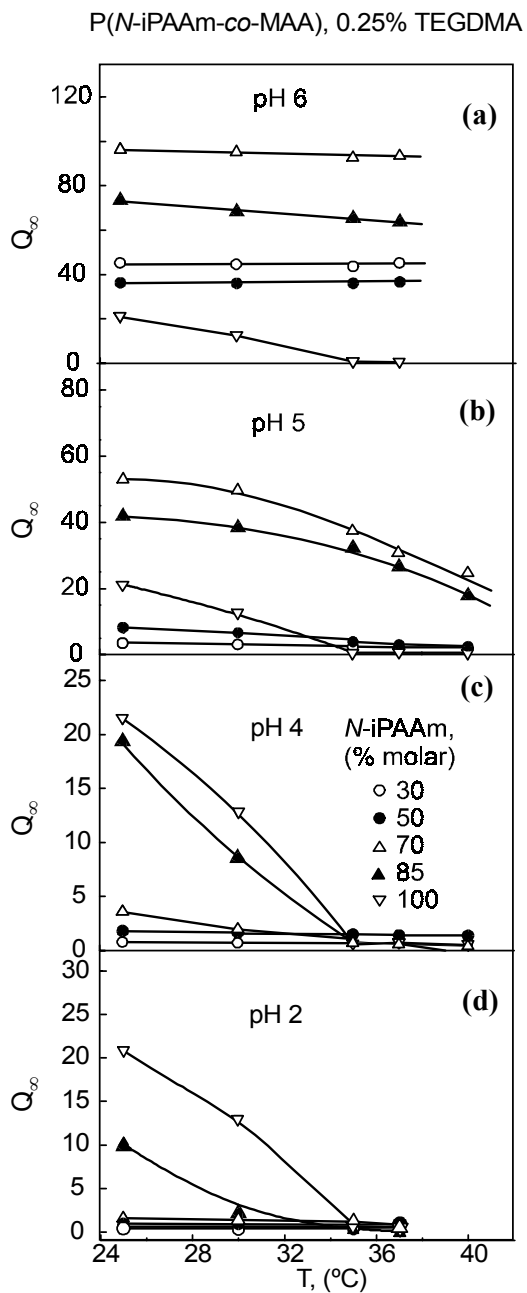 P(N-iPAAm-co-MAA), 0.25% TEGDMA
pH 6
(a)
120
80
40
0
Q∞
pH 5
(b)
80
60
40
20
0
Q∞
pH 4
(c)
25
20
15
10
5
0
Q∞
N-iPAAm,
(% molar)
30
50
70
85
100
pH 2
(d)
30
25
20
15
10
5
0
Q∞
24 28 32 36 40
T, (ºC)